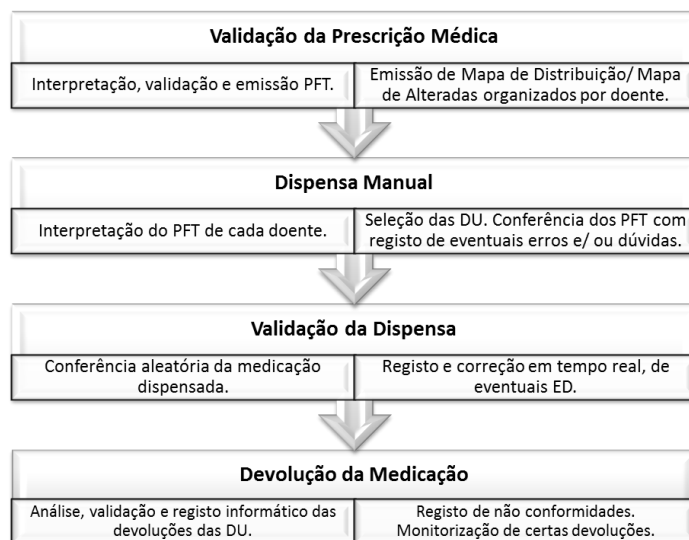 Validação da Prescrição Médica
Interpretação, validação e emissão PFT.
Emissão de Mapa de Distribuição/ Mapa
de Alteradas organizados por doente.
Dispensa Manual
Interpretação do PFT de cada doente.
Seleção das DU. Conferência dos PFT com
registo de eventuais erros e/ ou dúvidas.
Validação da Dispensa
Conferência aleatória da medicação
dispensada.
Registo e correção em tempo real, de
eventuais ED.
Devolução da Medicação
Análise, validação e registo informático das
devoluções das DU.
Registo de não conformidades.
Monitorização de certas devoluções.